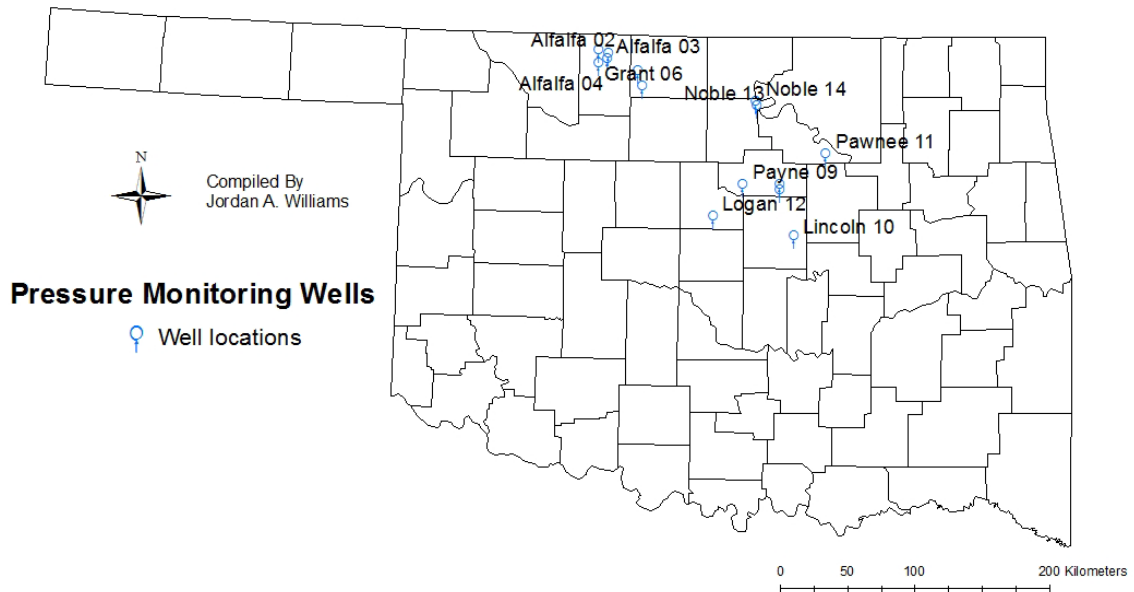 Alfalfa 02
Alfalfa 03
Alfalfa 04
Grant 06
Noble 13
Noble 14
Pawnee 11
Payne 09
Logan 12
Lincoln 10
N
Compiled By
Jordan A. Williams
Pressure Monitoring Wells
Well locations
0 50 100 200 Kilometers